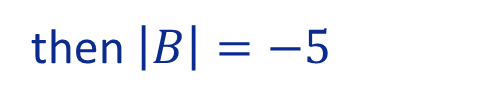 then |B| = −5